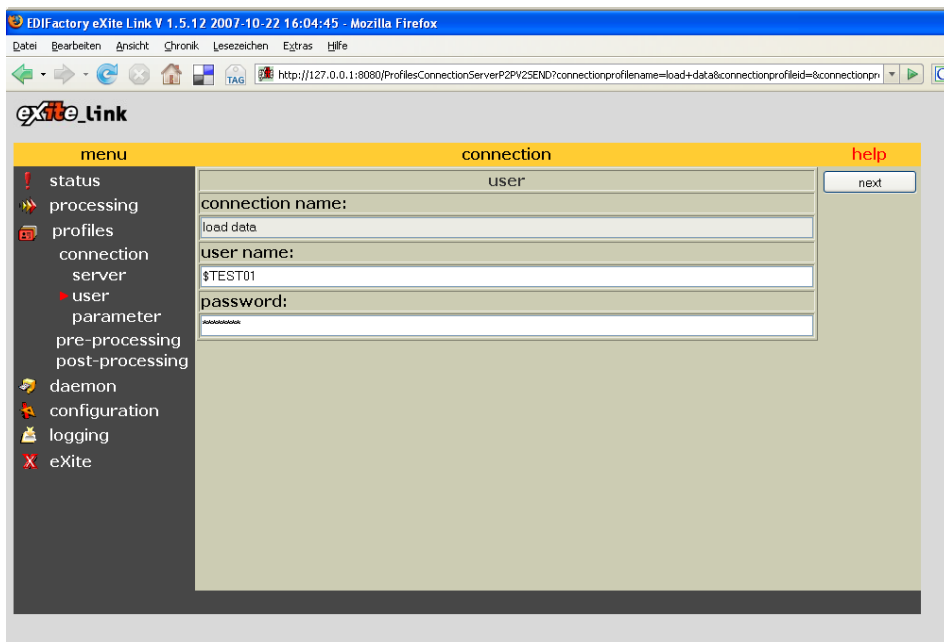 EDIFactory eXite Link V 1.5.12 2007-10-22 16:04:45 - Mozilla Firefox
Datei Bearbeiten Ansicht Chronik Lesezeichen Extras Hilfe
TAG http://127.0.0.1:8080/ProfilesConnectionServerP2PV2SEND?connectionprofilename=load+data&connectionprofileid=&connectionpr
eXite_Link
menu connection help
status user next
processing connection name:
profiles load data
connection user name:
server $TEST01
user password:
parameter ********
pre-processing
post-processing
daemon
configuration
logging
eXite